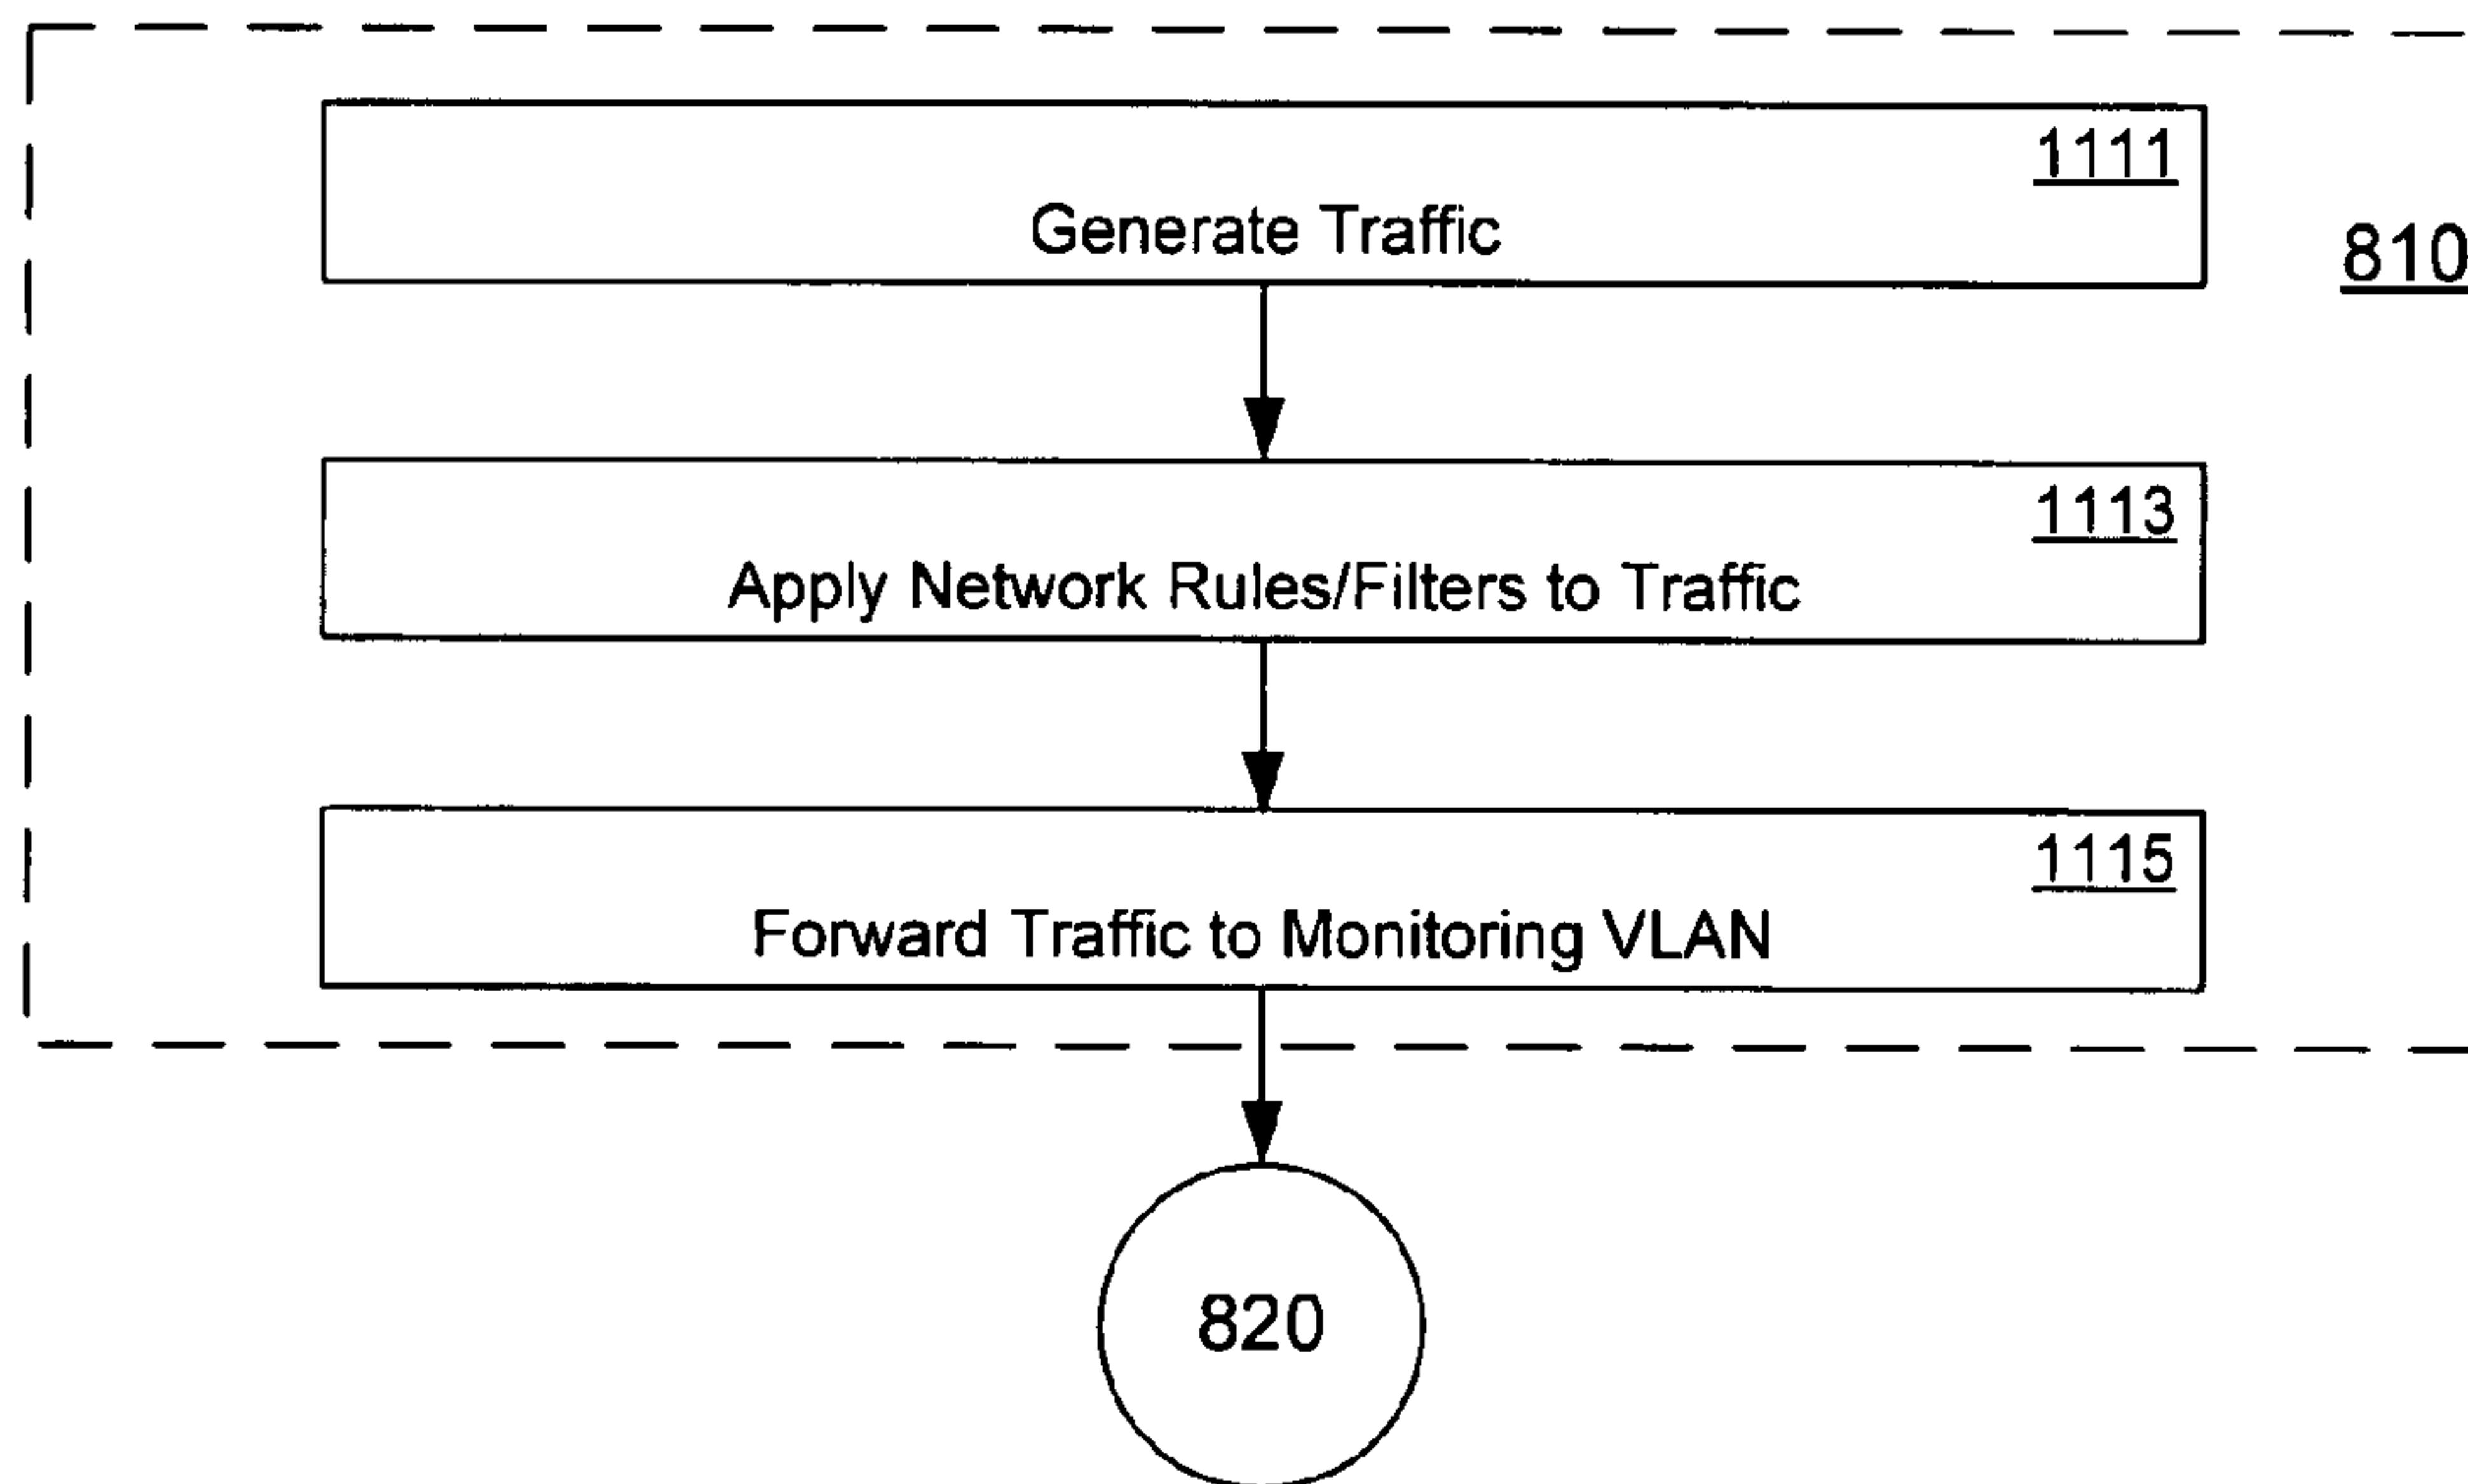 1111
Generate Traffic
810
1113
Apply Network Rules/Filters to Traffic
1115
Forward Traffic to Monitoring VLAN
820